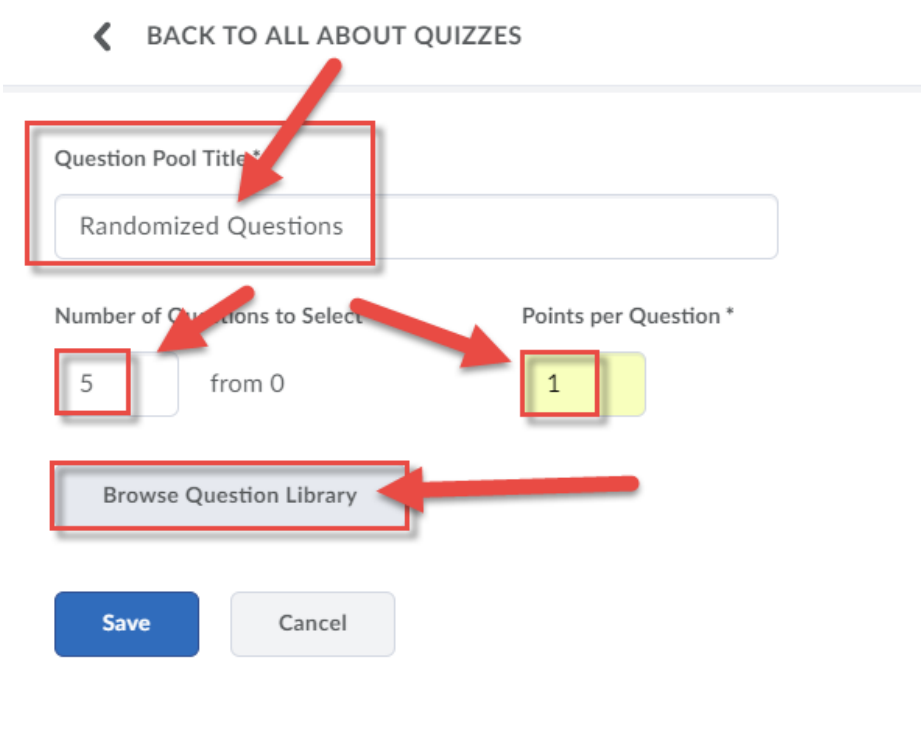 BACK TO ALL ABOUT QUIZZES
Question Pool Title *
Randomized Questions
Number of Questions to Select
Points per Question *
5 from 0
1
Browse Question Library
Save Cancel